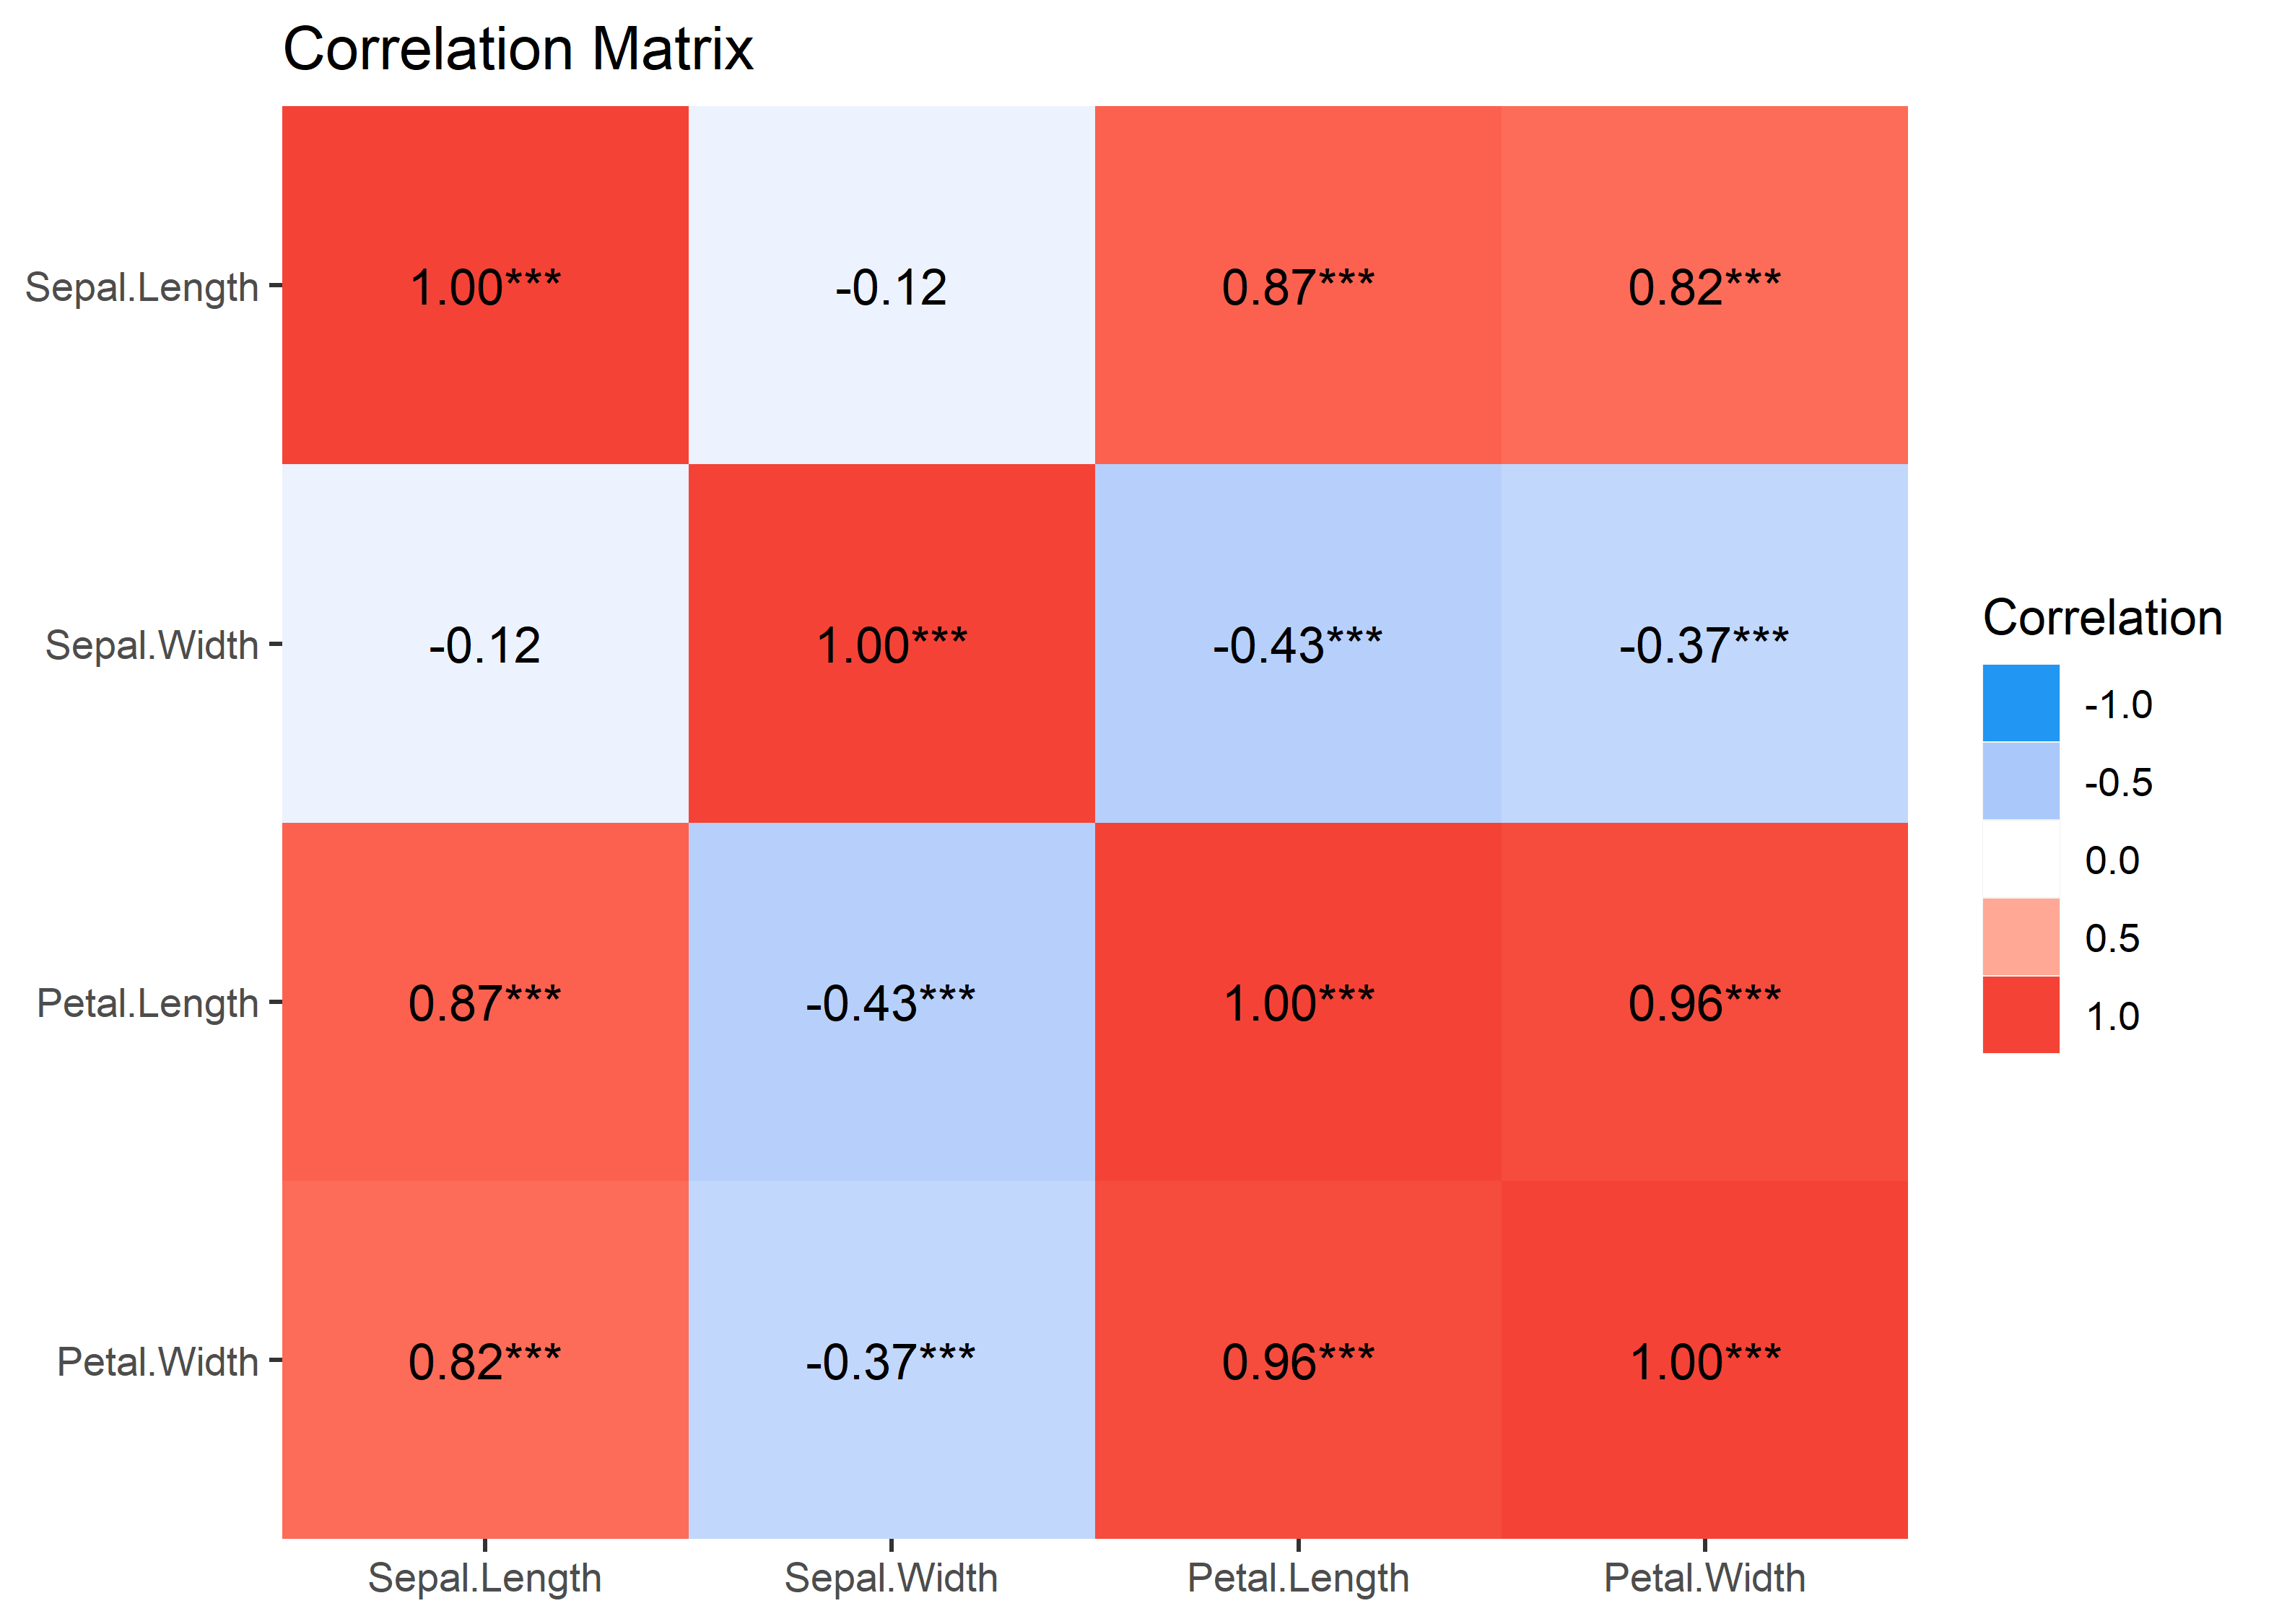 Correlation Matrix
Sepal.Length 1.00*** -0.12 0.87*** 0.82***
Sepal.Width -0.12 1.00*** -0.43*** -0.37***
Petal.Length 0.87*** -0.43*** 1.00*** 0.96***
Petal.Width 0.82*** -0.37*** 0.96*** 1.00***
Sepal.Length Sepal.Width Petal.Length Petal.Width
Correlation
-1.0
-0.5
0.0
0.5
1.0